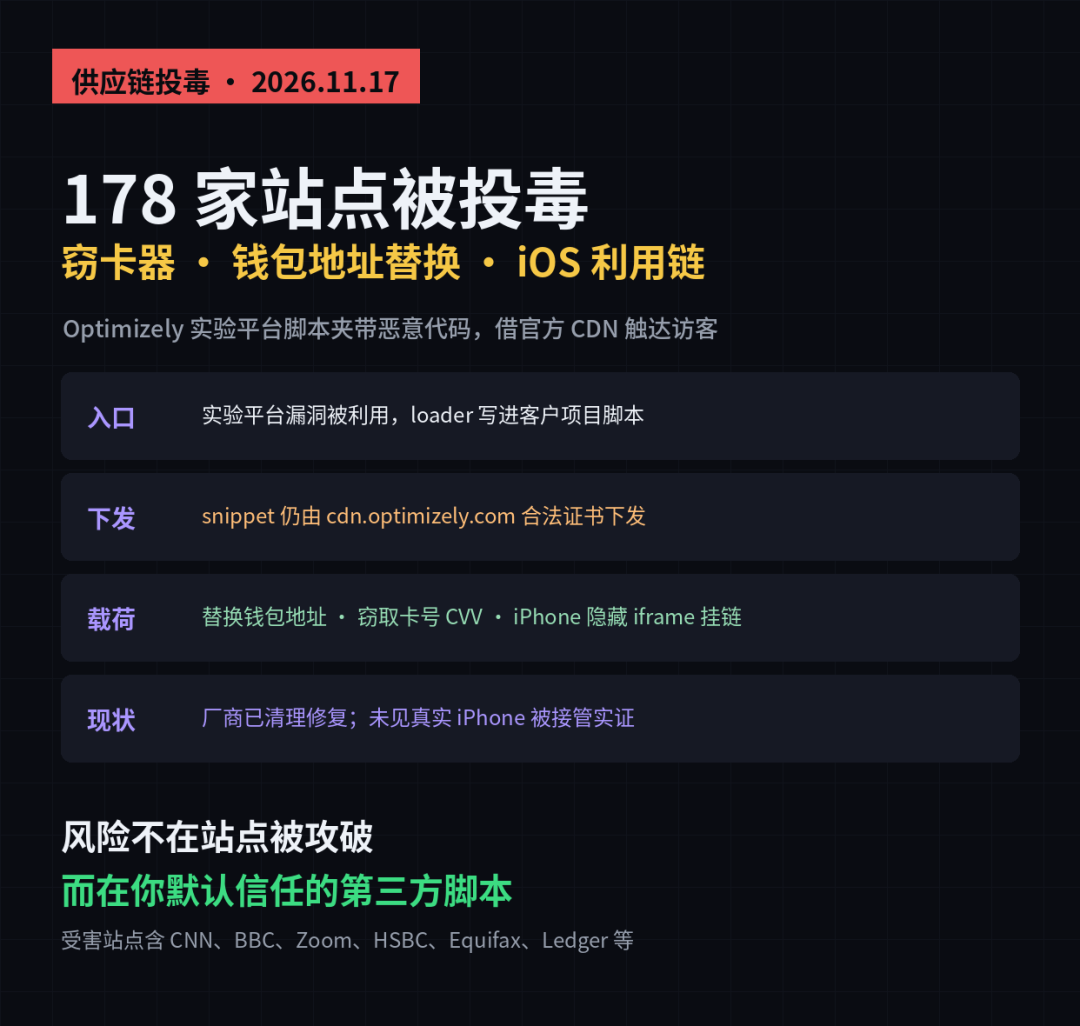 供应链投毒 · 2026.11.17
178 家站点被投毒
窃卡器 · 钱包地址替换 · iOS 利用链
Optimizely 实验平台脚本夹带恶意代码，借官方 CDN 触达访客
入口
实验平台漏洞被利用，loader 写进客户项目脚本
下发
snippet 仍由 cdn.optimizely.com 合法证书下发
载荷
替换钱包地址 · 窃取卡号 CVV · iPhone 隐藏 iframe 挂链
现状
厂商已清理修复；未见真实 iPhone 被接管实证
风险不在站点被攻破
而在你默认信任的第三方脚本
受害站点含 CNN、BBC、Zoom、HSBC、Equifax、Ledger 等